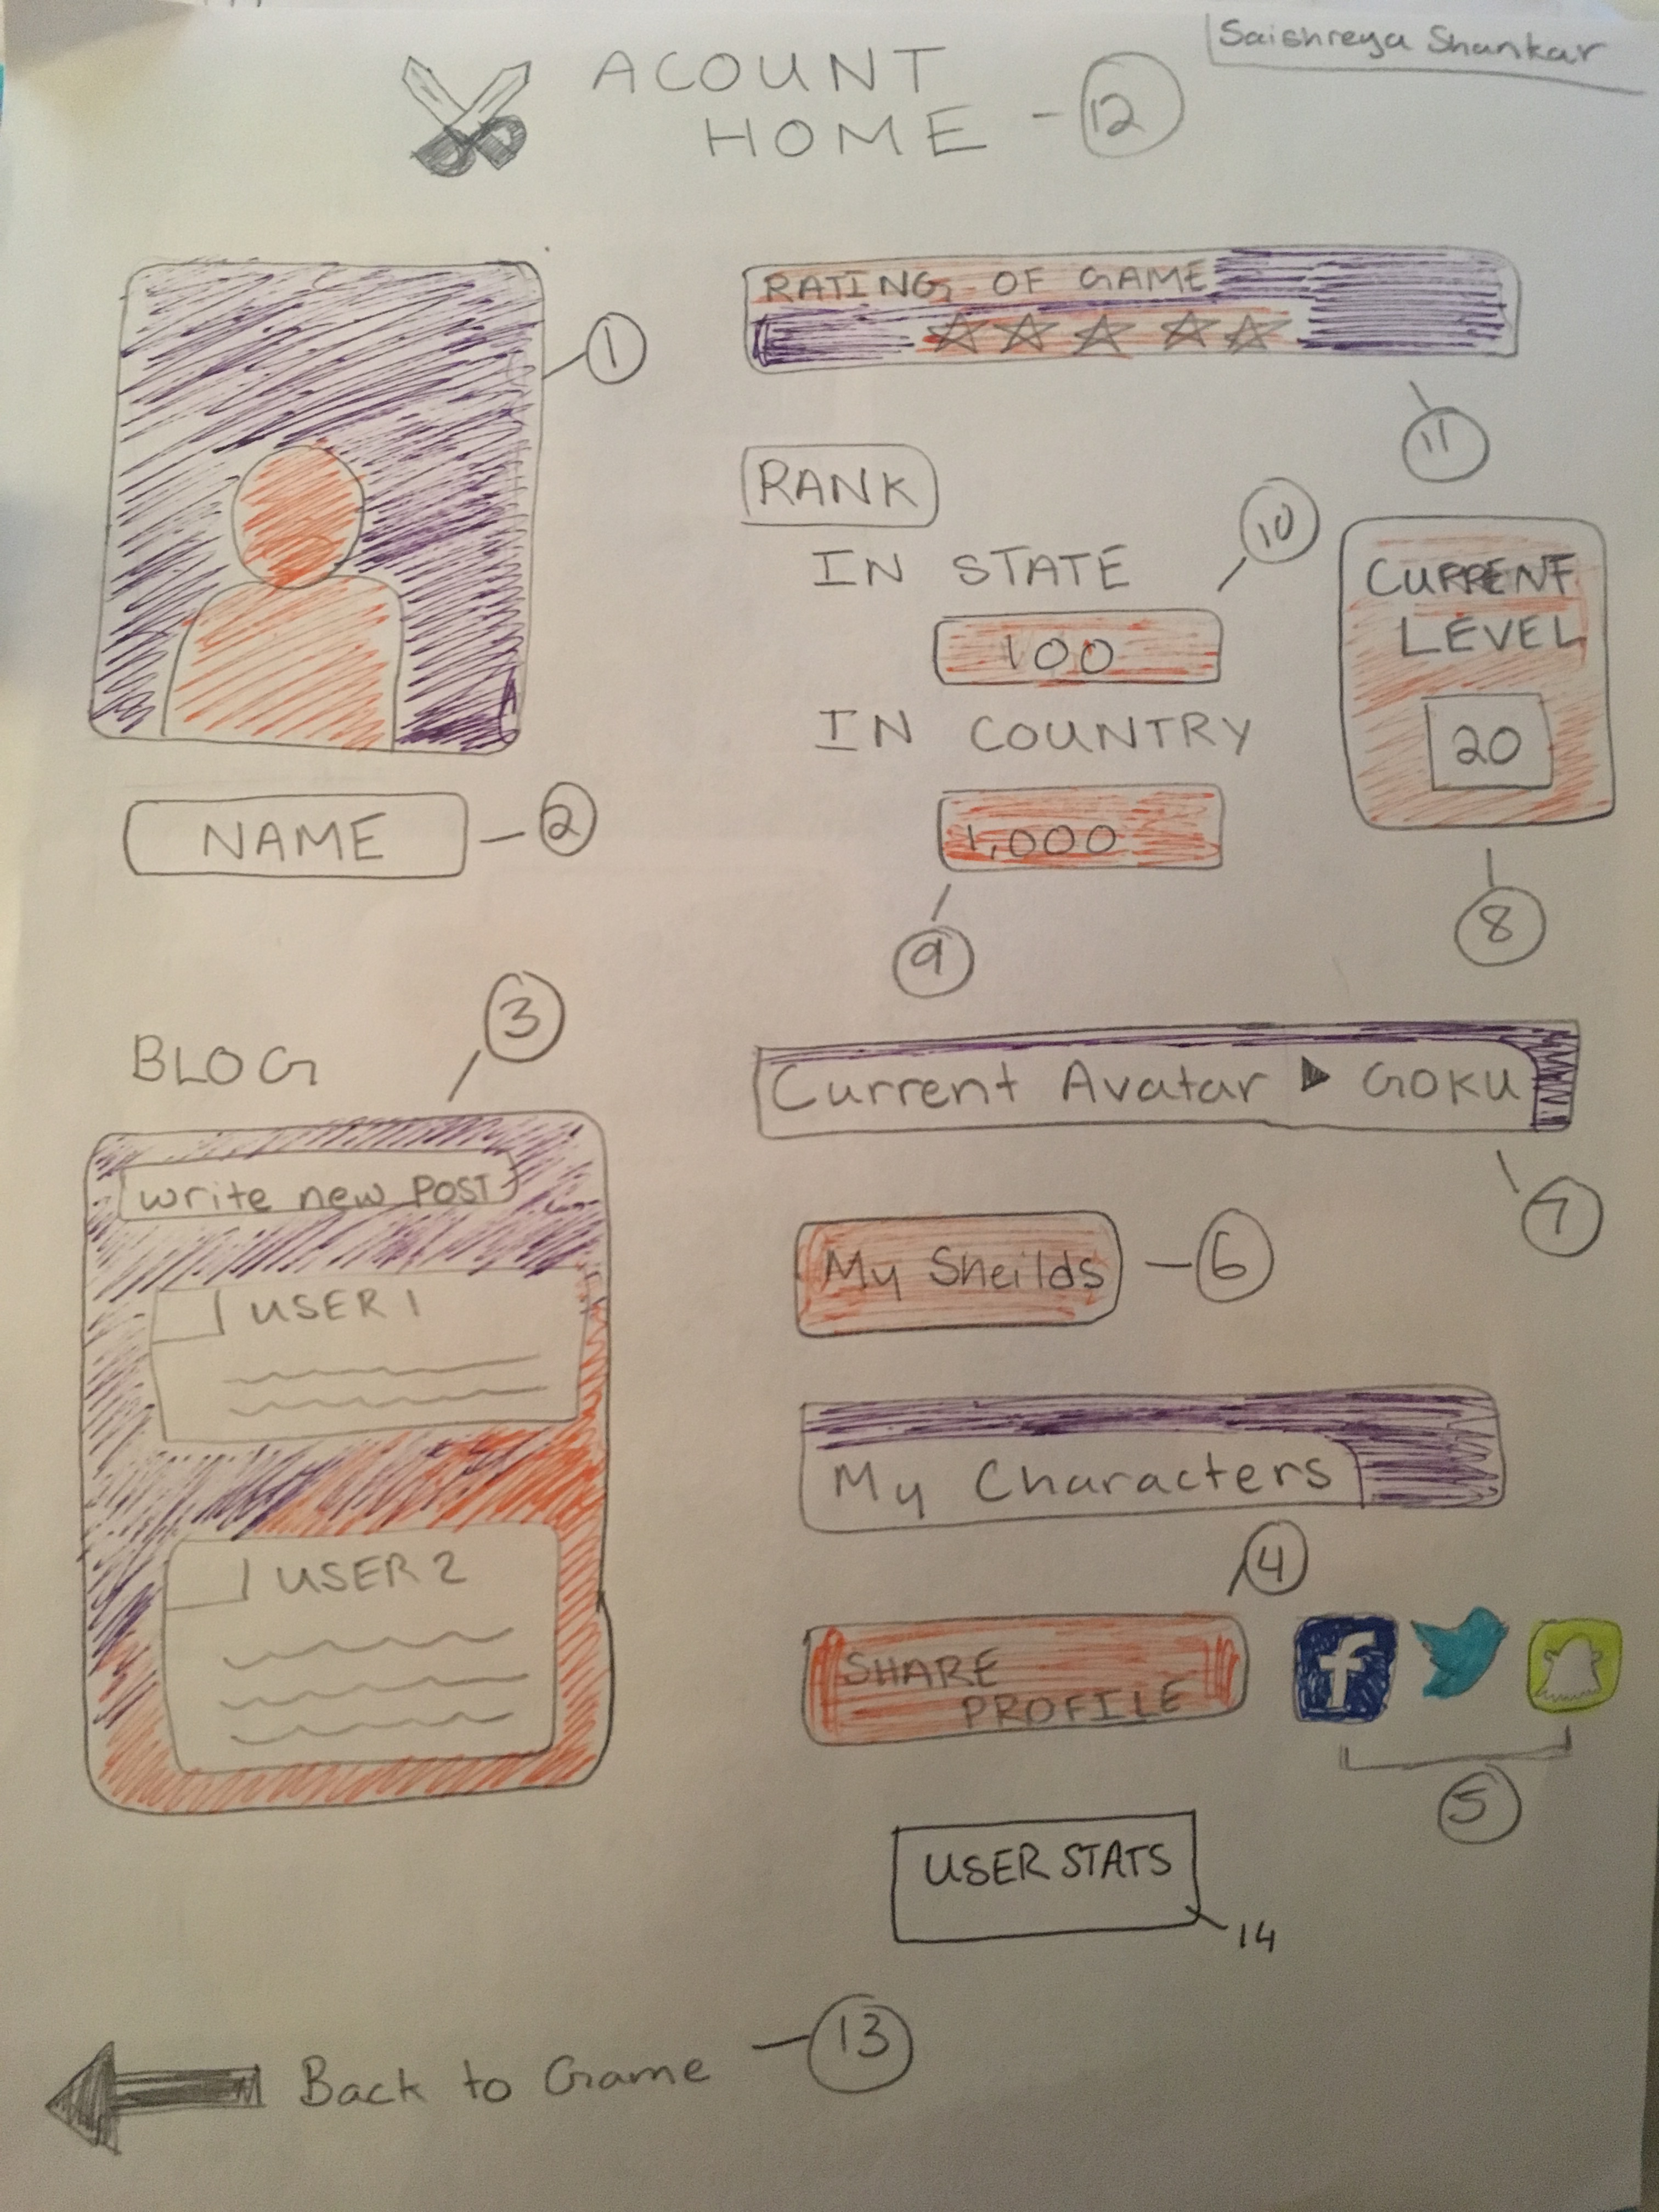 Saishreya Shankar
ACOUNT
HOME - 12
1
NAME
2
BLOG
3
write new POST
USER 1
USER 2
RATING OF GAME
11
RANK
IN STATE
10
100
IN COUNTRY
1,000
9
CURRENT
LEVEL
20
8
Current Avatar ▶ GOKU
7
My Sheilds
6
My Characters
4
SHARE
PROFILE
f
5
USER STATS
14
Back to Game
13